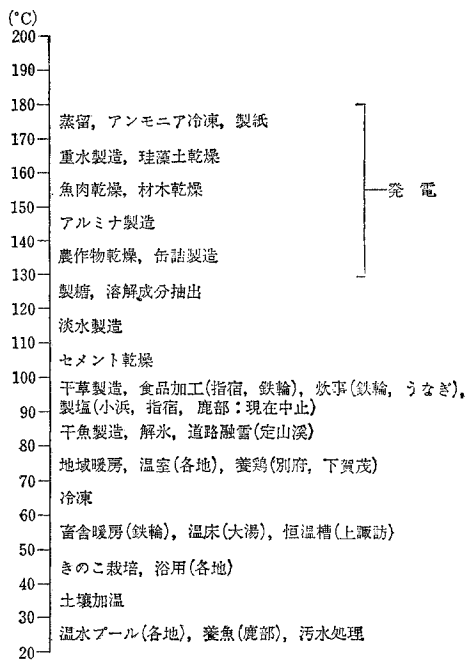 (°C)
200
190
180
蒸留, アンモニア冷凍, 製紙
170
重水製造, 珪藻土乾燥
160
魚肉乾燥, 材木乾燥
発電
150
アルミナ製造
140
農作物乾燥, 缶詰製造
130
製糖, 溶解成分抽出
120
淡水製造
110
セメント乾燥
100
干草製造, 食品加工(指宿, 鉄輪), 炊事(鉄輪, うなぎ),
製塩(小浜, 指宿, 鹿部:現在中止)
90
干魚製造, 解氷, 道路融雪(定山渓)
80
地域暖房, 温室(各地), 養鶏(別府, 下賀茂)
70
冷凍
60
畜舎暖房(鉄輪), 温床(大湯), 恒温槽(上諏訪)
50
きのこ栽培, 浴用(各地)
40
土壌加温
30
温水プール(各地), 養魚(鹿部), 汚水処理
20